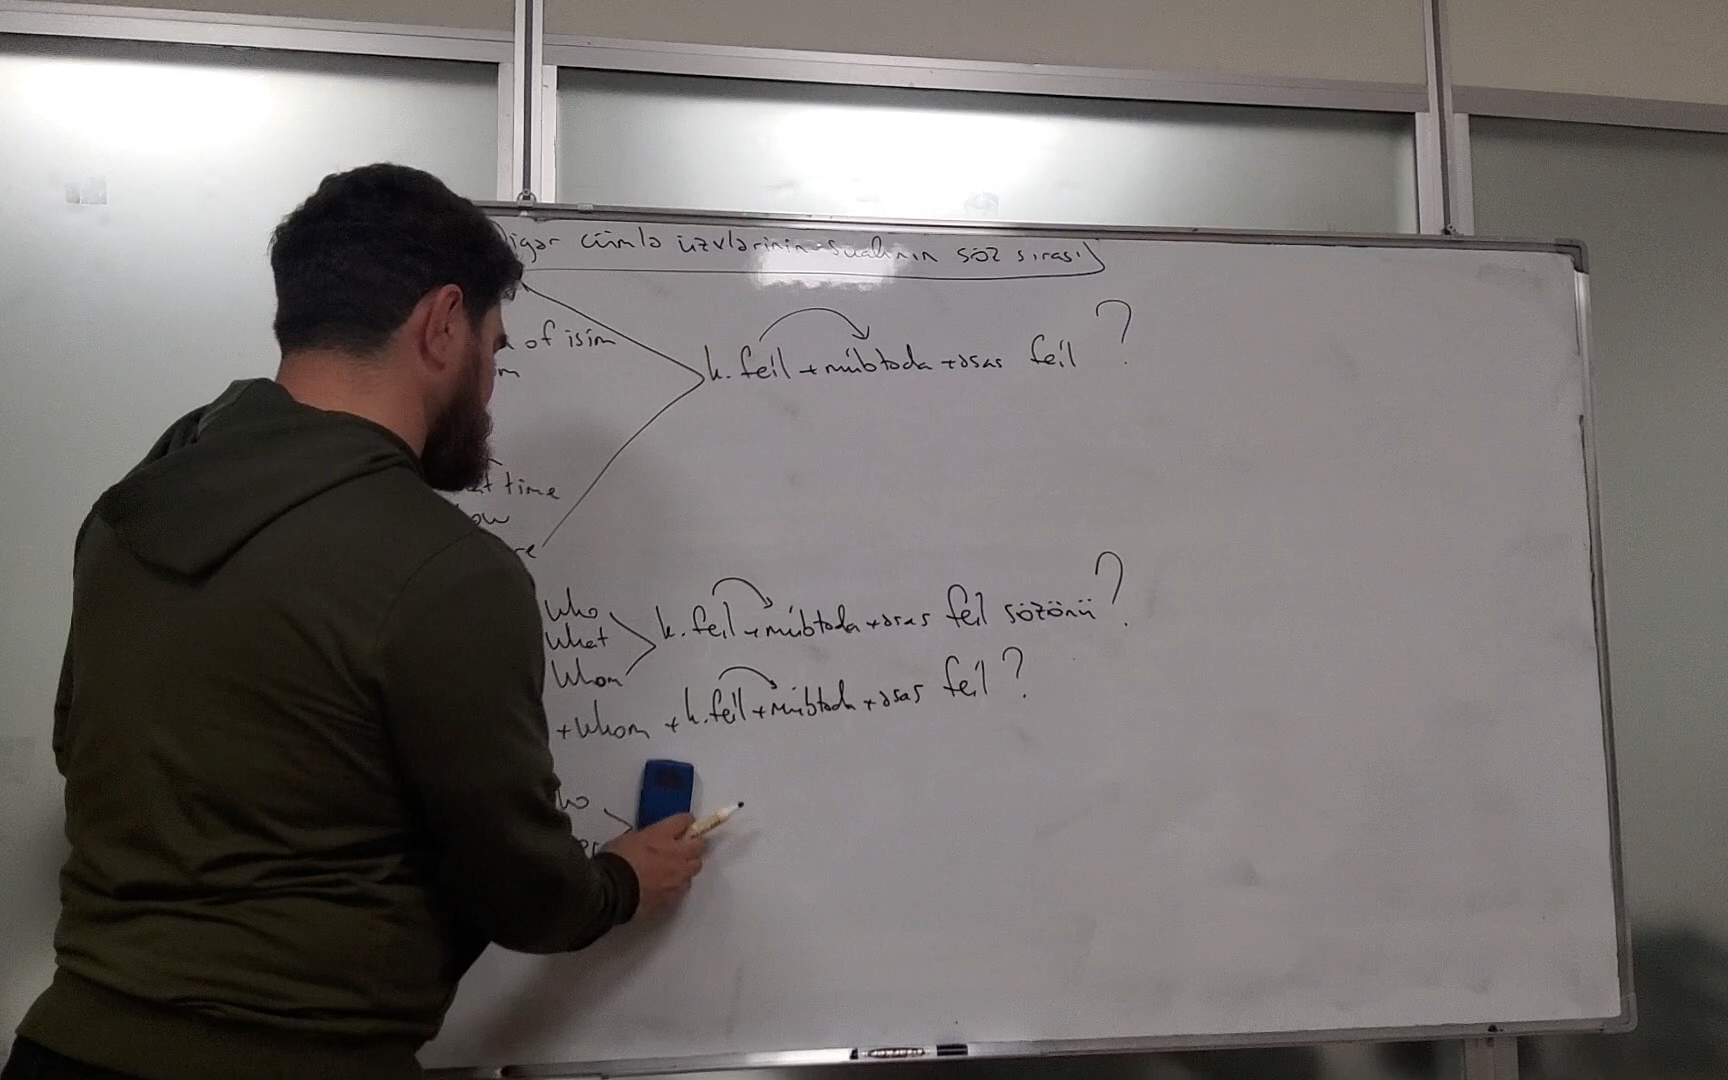 igər cümlə üzvlərinin sualının söz sırası
of isim
k. feil + mübtəda + əsas feil ?
time
Who
What
Whom
k. feil + mübtəda + əsas feil sözönü ?
+ whom + k. feil + mübtəda + əsas feil ?